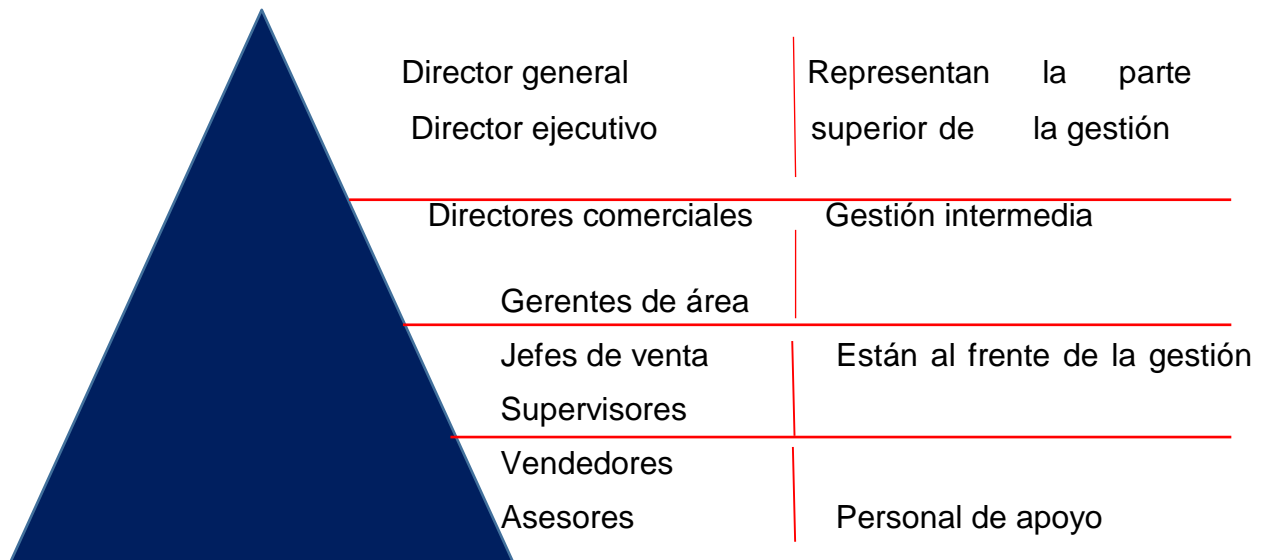 Director general Representan la parte
Director ejecutivo superior de la gestión
Directores comerciales Gestión intermedia
Gerentes de área
Jefes de venta Están al frente de la gestión
Supervisores
Vendedores
Asesores Personal de apoyo